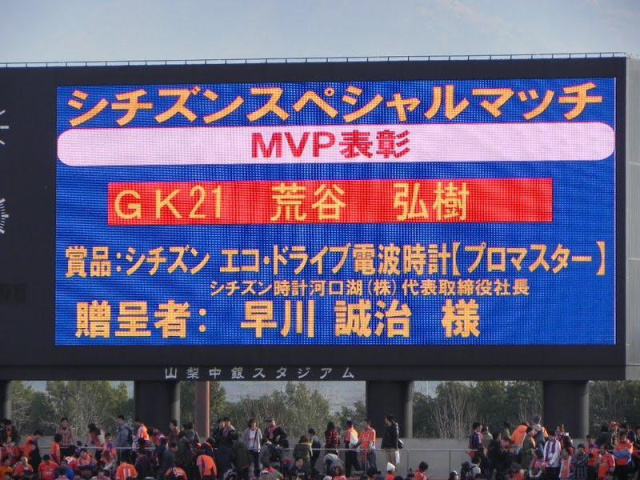 シチズンスペシャルマッチ
MVP表彰
GK21 荒谷 弘樹
賞品:シチズン エコ・ドライブ電波時計【プロマスター】
シチズン時計河口湖(株)代表取締役社長
贈呈者: 早川 誠治 様
山梨中銀スタジアム